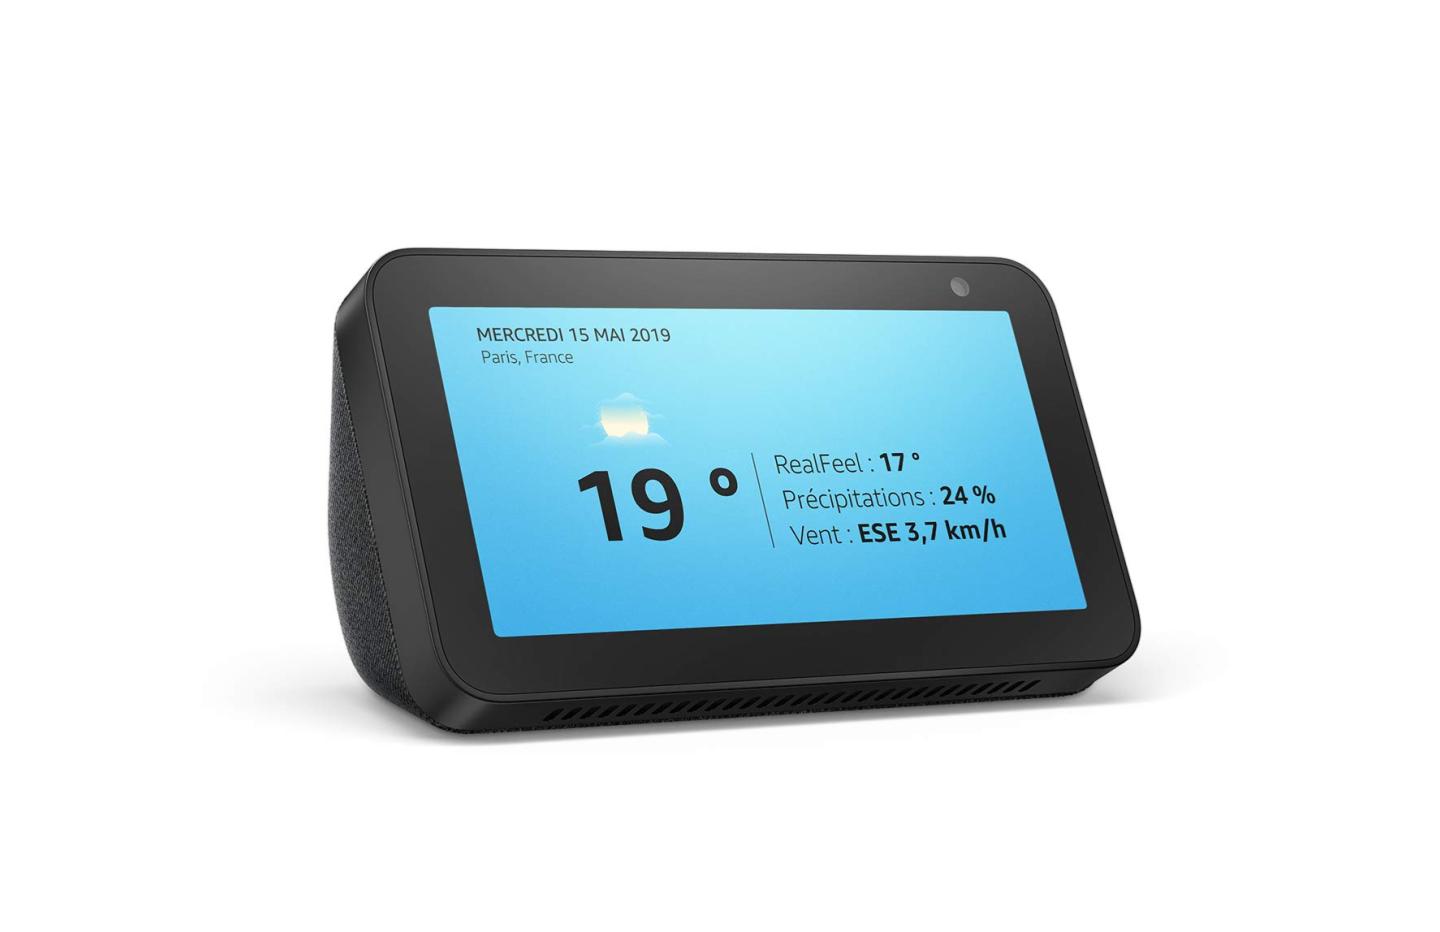 MERCREDI 15 MAI 2019
Paris, France
19 °
RealFeel : 17 °
Précipitations : 24 %
Vent : ESE 3,7 km/h